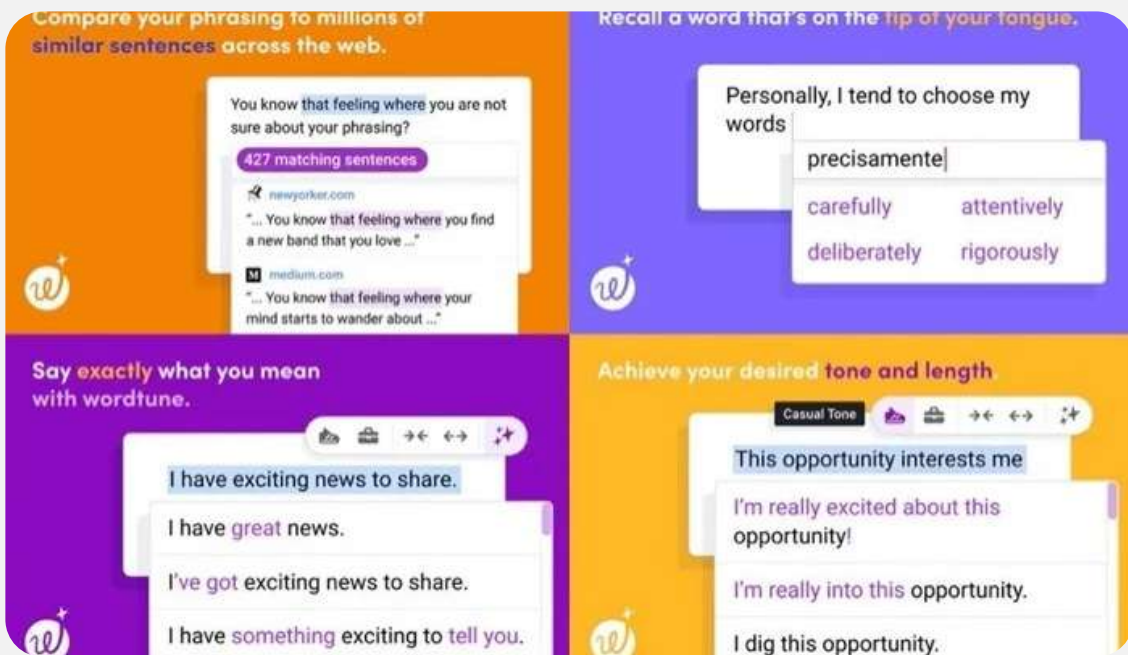 Compare your phrasing to millions of
similar sentences across the web.
You know that feeling where you are not
sure about your phrasing?
427 matching sentences
newyorker.com
"... You know that feeling where you find
a new band that you love ..."
M medium.com
"... You know that feeling where your
mind starts to wander about ..."
Recall a word that's on the tip of your tongue.
Personally, I tend to choose my
words
precisamente
carefully attentively
deliberately rigorously
Say exactly what you mean
with wordtune.
I have exciting news to share.
I have great news.
I've got exciting news to share.
I have something exciting to tell you.
Achieve your desired tone and length.
Casual Tone
This opportunity interests me
I'm really excited about this
opportunity!
I'm really into this opportunity.
I dig this opportunity.